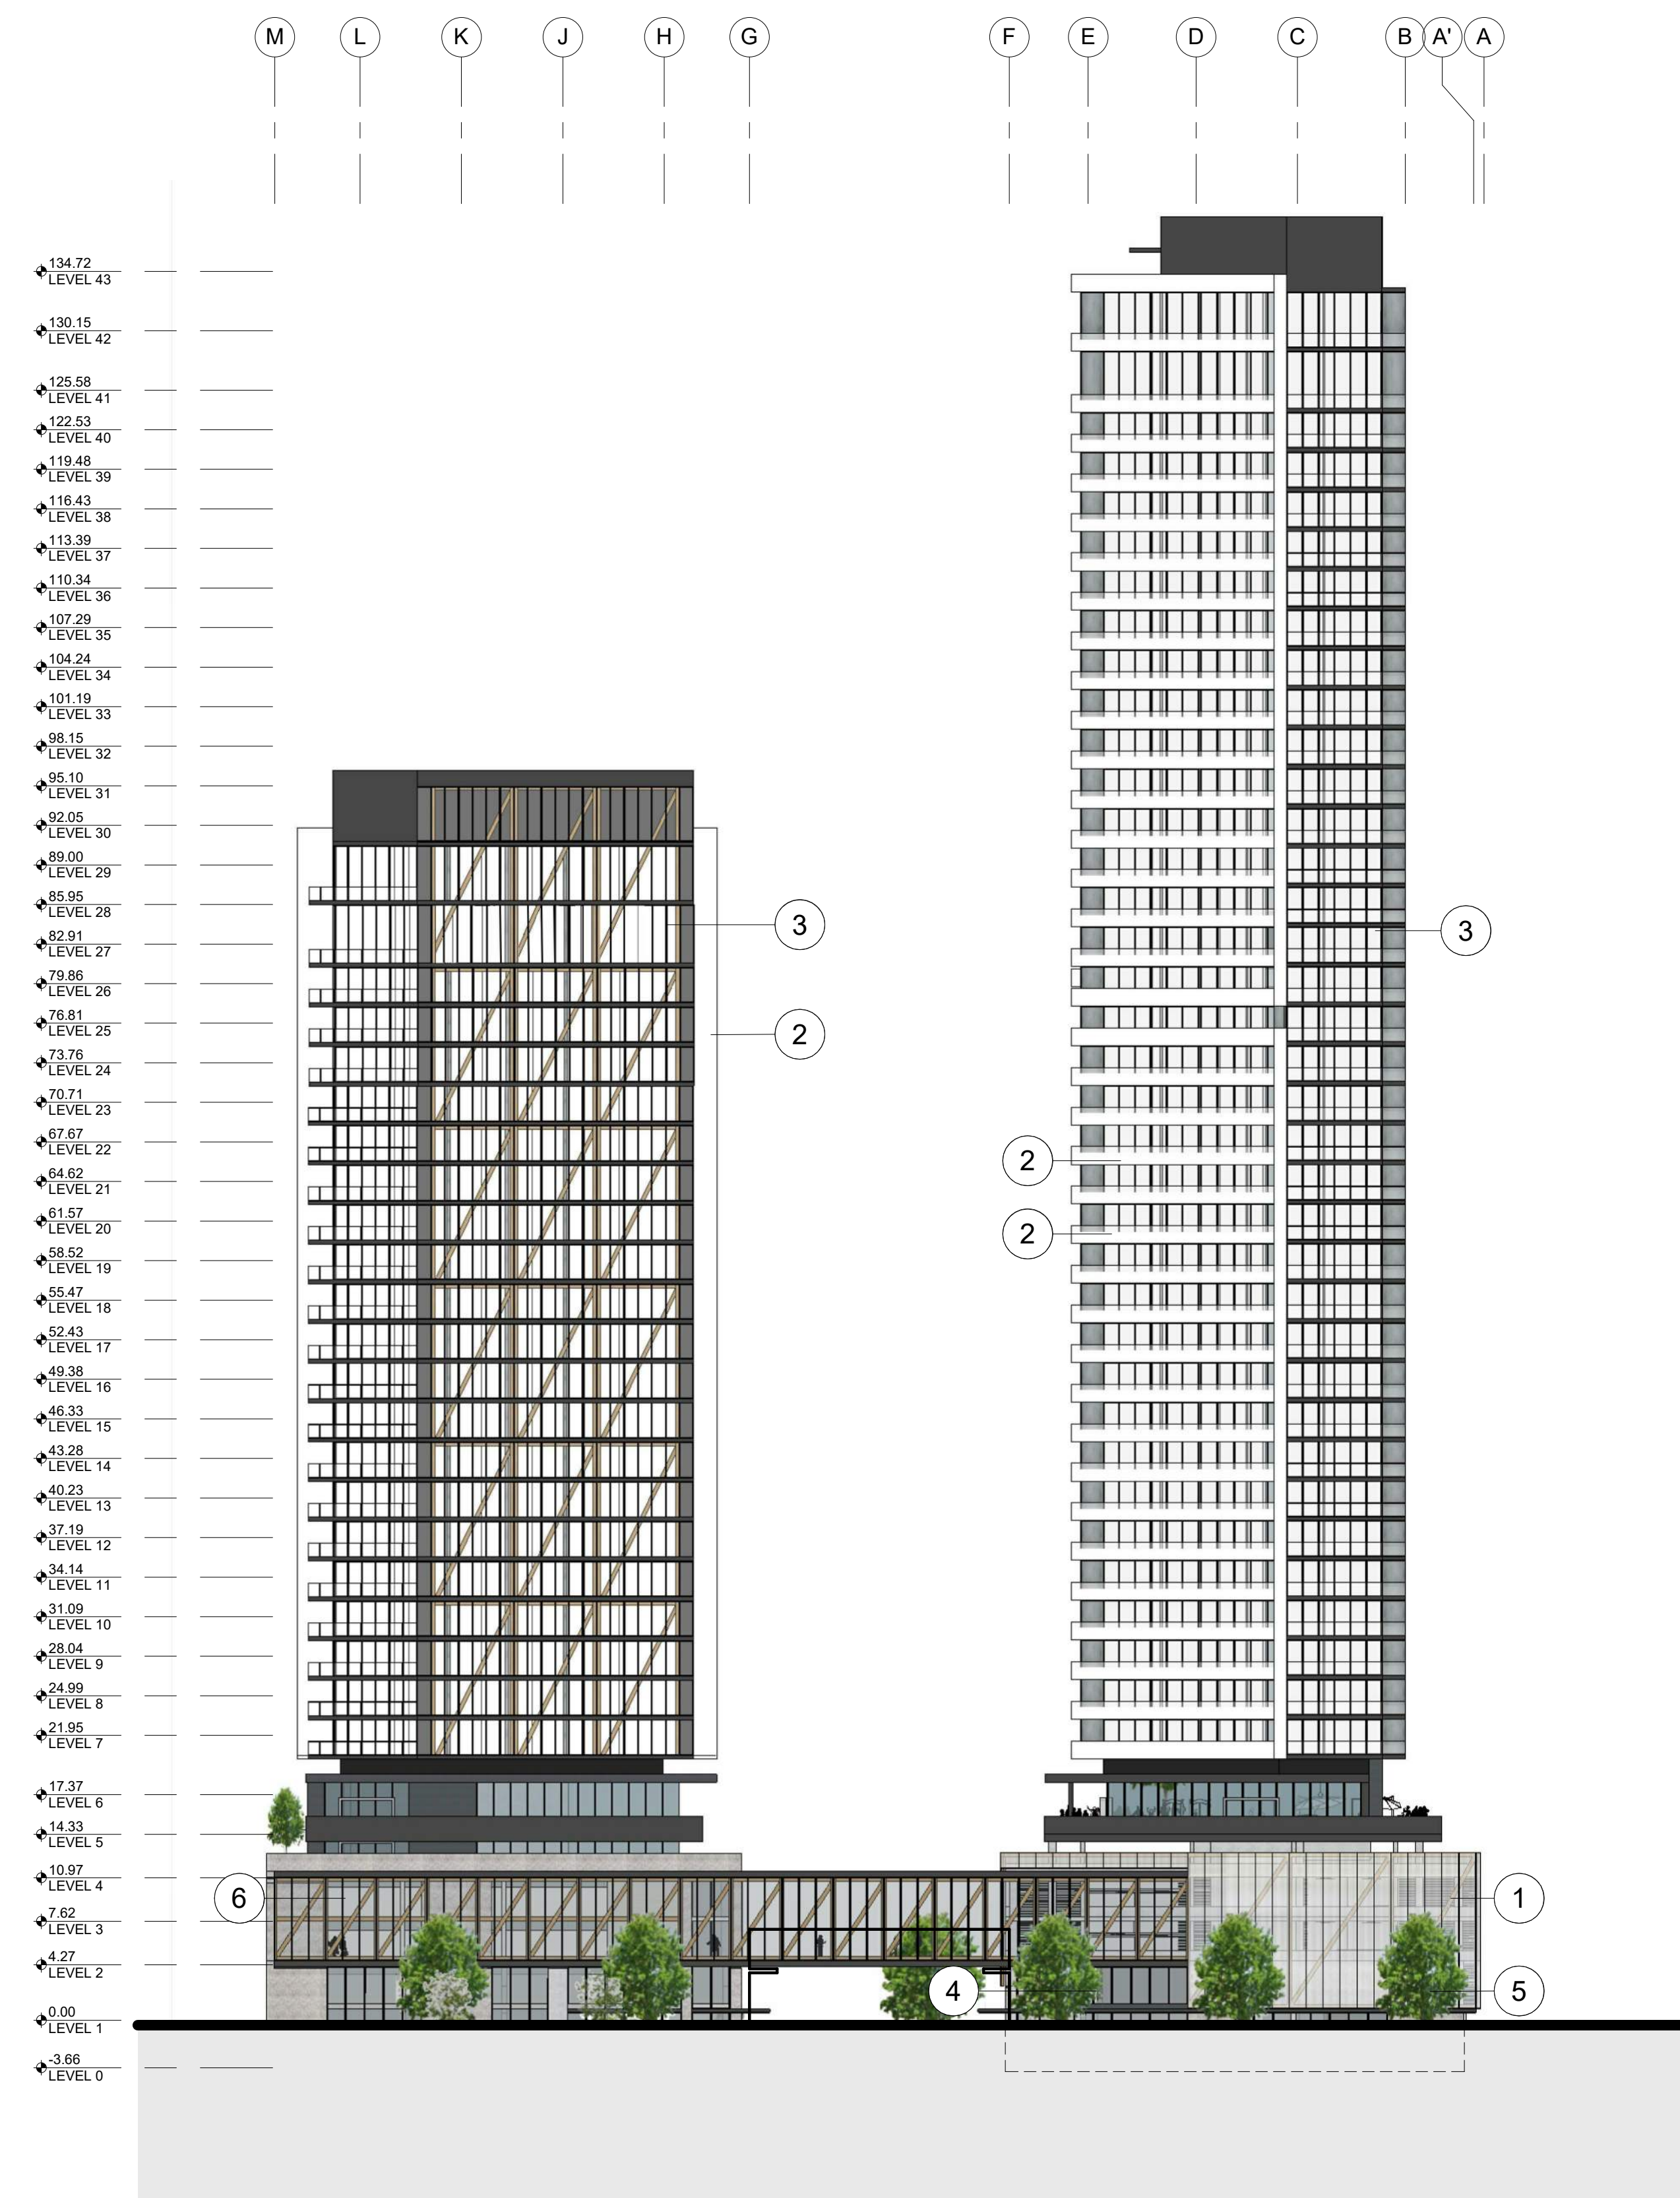 M L K J H G F E D C B A' A
134.72
LEVEL 43
130.15
LEVEL 42
125.58
LEVEL 41
122.53
LEVEL 40
119.48
LEVEL 39
116.43
LEVEL 38
113.39
LEVEL 37
110.34
LEVEL 36
107.29
LEVEL 35
104.24
LEVEL 34
101.19
LEVEL 33
98.15
LEVEL 32
95.10
LEVEL 31
92.05
LEVEL 30
89.00
LEVEL 29
85.95
LEVEL 28
3
3
82.91
LEVEL 27
79.86
LEVEL 26
76.81
LEVEL 25
2
73.76
LEVEL 24
70.71
LEVEL 23
67.67
LEVEL 22
2
64.62
LEVEL 21
61.57
LEVEL 20
2
58.52
LEVEL 19
55.47
LEVEL 18
52.43
LEVEL 17
49.38
LEVEL 16
46.33
LEVEL 15
43.28
LEVEL 14
40.23
LEVEL 13
37.19
LEVEL 12
34.14
LEVEL 11
31.09
LEVEL 10
28.04
LEVEL 9
24.99
LEVEL 8
21.95
LEVEL 7
17.37
LEVEL 6
14.33
LEVEL 5
10.97
LEVEL 4
6
1
7.62
LEVEL 3
4.27
LEVEL 2
4
5
0.00
LEVEL 1
-3.66
LEVEL 0